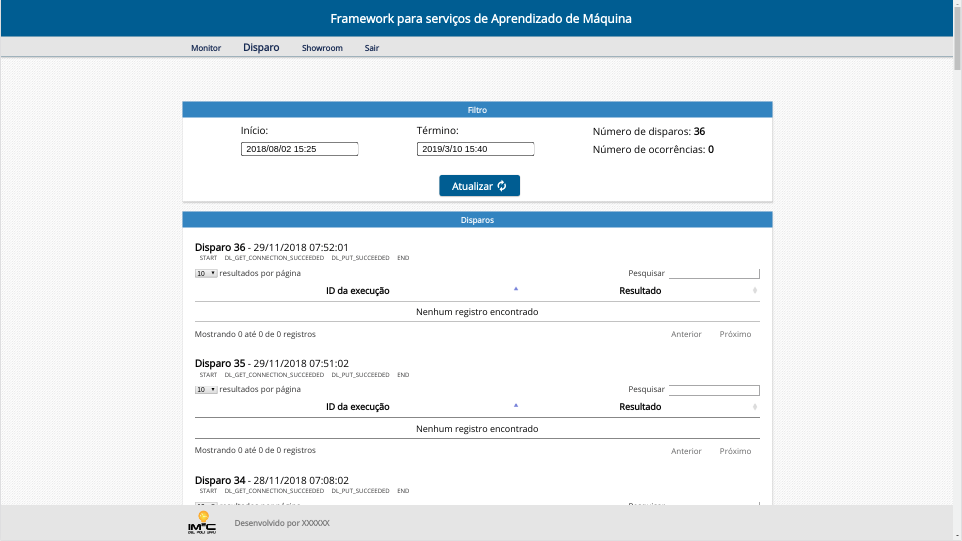 Framework para serviços de Aprendizado de Máquina
Monitor Disparo Showroom Sair
Filtro
Início: Término: Número de disparos: 36
2018/08/02 15:25 2019/3/10 15:40 Número de ocorrências: 0
Atualizar
Disparos
Disparo 36 - 29/11/2018 07:52:01
START DL_GET_CONNECTION_SUCCEEDED DL_PUT_SUCCEEDED END
10 resultados por página Pesquisar
ID da execução Resultado
Nenhum registro encontrado
Mostrando 0 até 0 de 0 registros Anterior Próximo
Disparo 35 - 29/11/2018 07:51:02
START DL_GET_CONNECTION_SUCCEEDED DL_PUT_SUCCEEDED END
10 resultados por página Pesquisar
ID da execução Resultado
Nenhum registro encontrado
Mostrando 0 até 0 de 0 registros Anterior Próximo
Disparo 34 - 28/11/2018 07:08:02
START DL_GET_CONNECTION_SUCCEEDED DL_PUT_SUCCEEDED END
Desenvolvido por XXXXXX